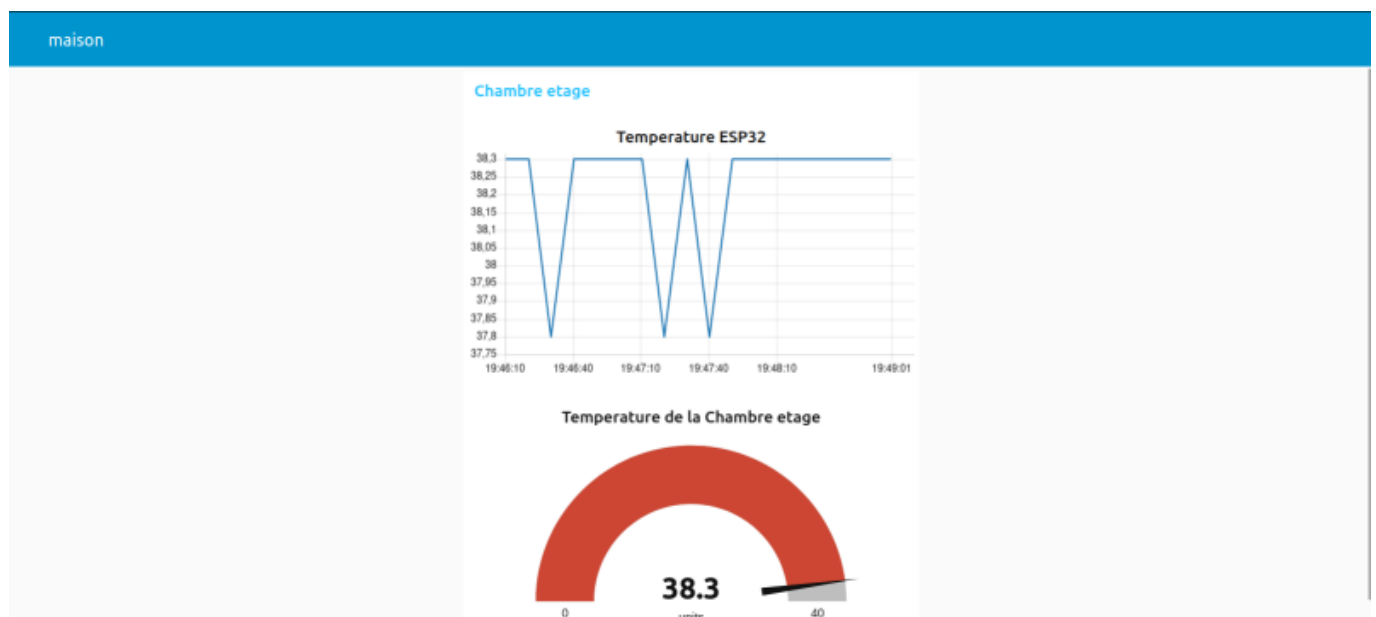 maison
Chambre etage
Temperature ESP32
38,3
38,25
38,2
38,15
38,1
38,05
38
37,95
37,9
37,85
37,8
37,75
19:46:10 19:46:40 19:47:10 19:47:40 19:48:10 19:49:01
Temperature de la Chambre etage
38.3
0 units 40